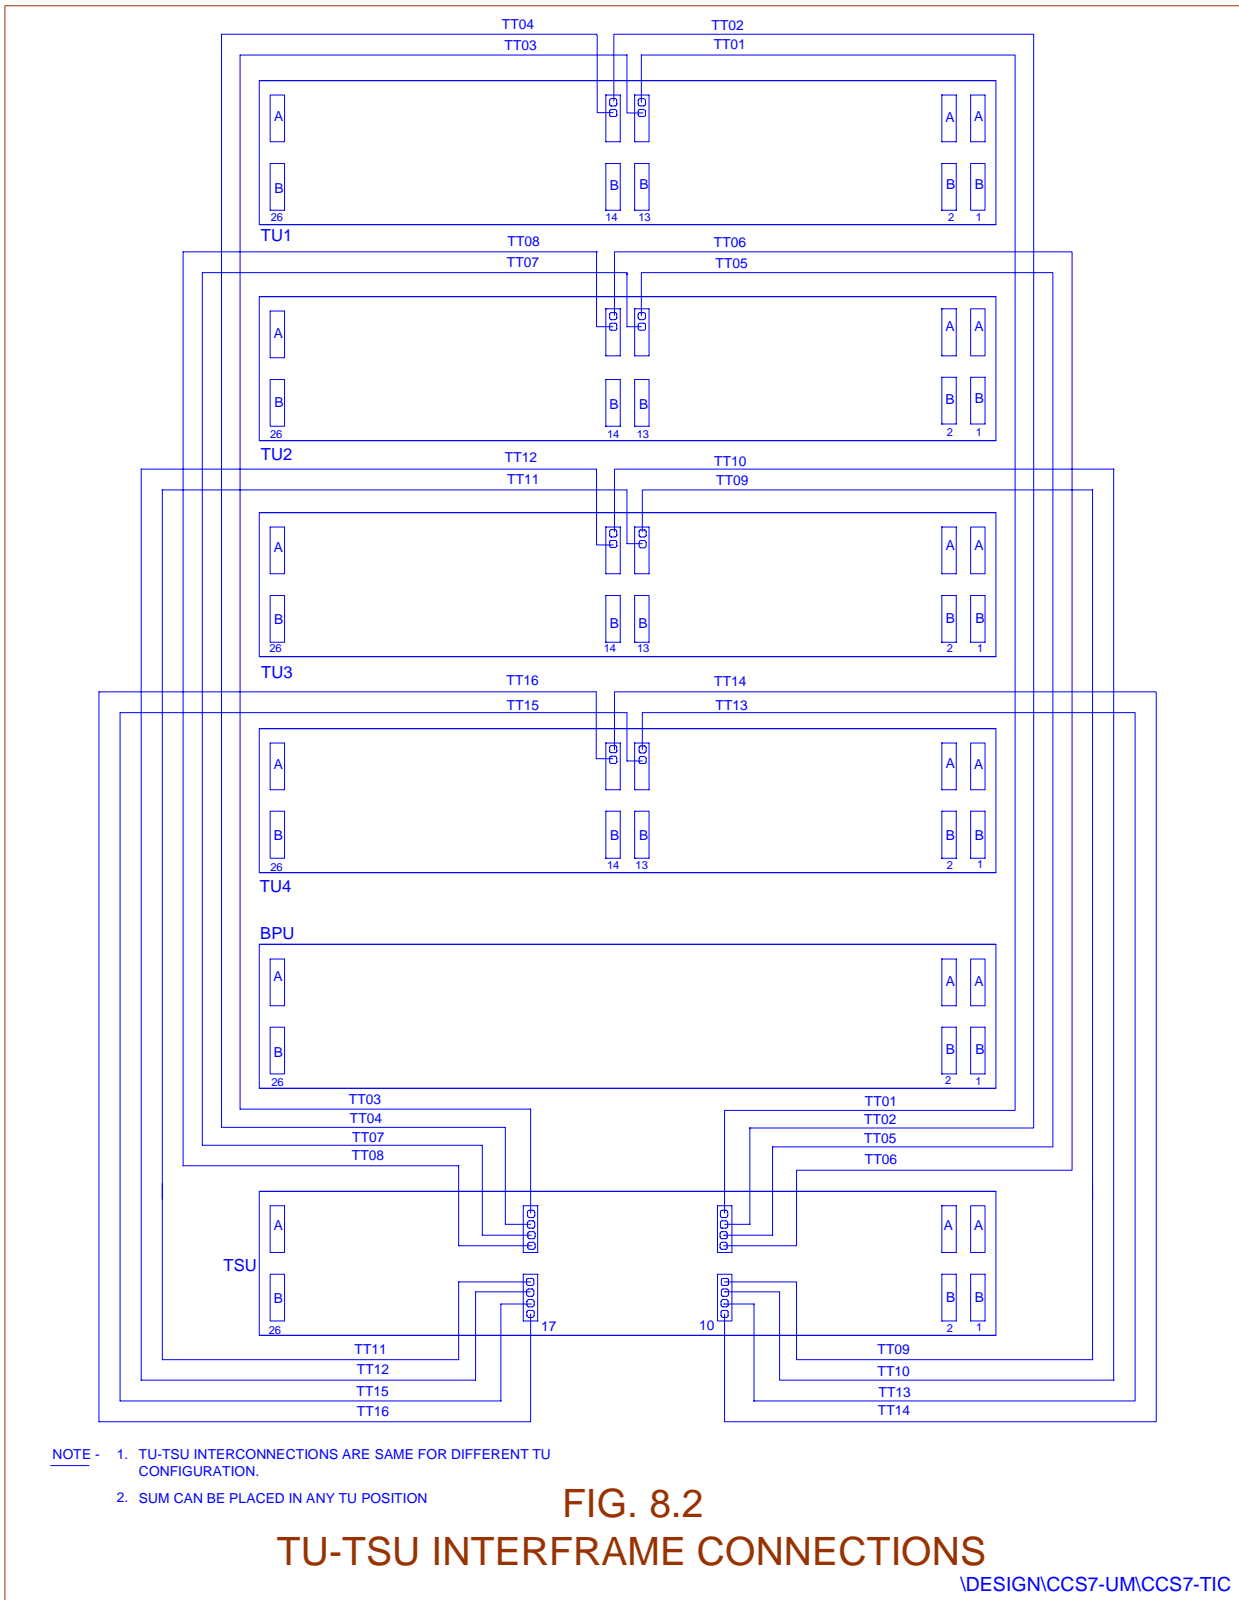 TT04 TT02
TT03 TT01
A A A
B B B B B
26 14 13 2 1
TU1
TT08 TT06
TT07 TT05
A A A
B B B B B
26 14 13 2 1
TU2
TT12 TT10
TT11 TT09
A A A
B B B B B
26 14 13 2 1
TU3
TT16 TT14
TT15 TT13
A A A
B B B B B
26 14 13 2 1
TU4
BPU
A A A
B B B
26 2 1
TT03 TT01
TT04 TT02
TT07 TT05
TT08 TT06
A A A
TSU
B B B
26 17 10 2 1
TT11 TT09
TT12 TT10
TT15 TT13
TT16 TT14
NOTE - 1. TU-TSU INTERCONNECTIONS ARE SAME FOR DIFFERENT TU
CONFIGURATION.
2. SUM CAN BE PLACED IN ANY TU POSITION
FIG. 8.2
TU-TSU INTERFRAME CONNECTIONS
\DESIGN\CCS7-UM\CCS7-TIC